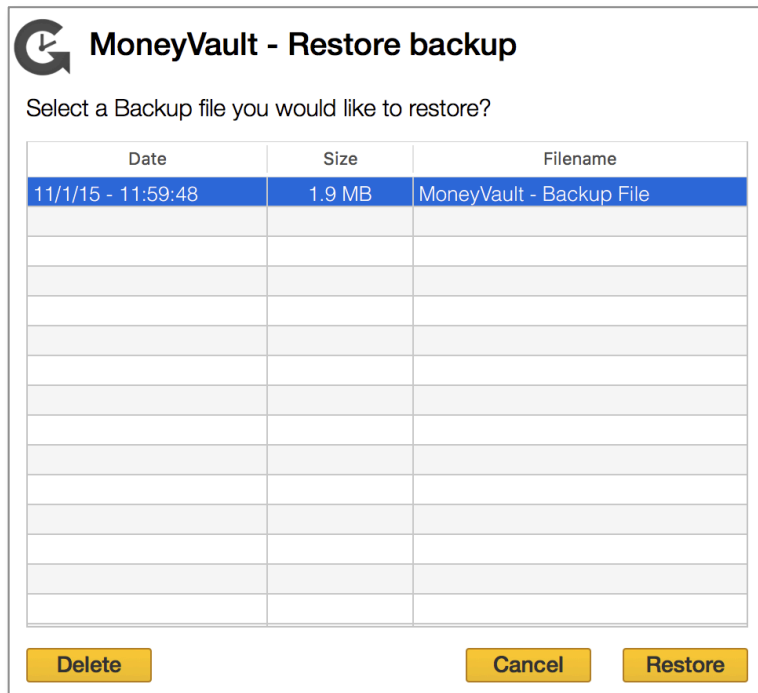 MoneyVault - Restore backup
Select a Backup file you would like to restore?
Date Size Filename
11/1/15 - 11:59:48 1.9 MB MoneyVault - Backup File
Delete Cancel Restore